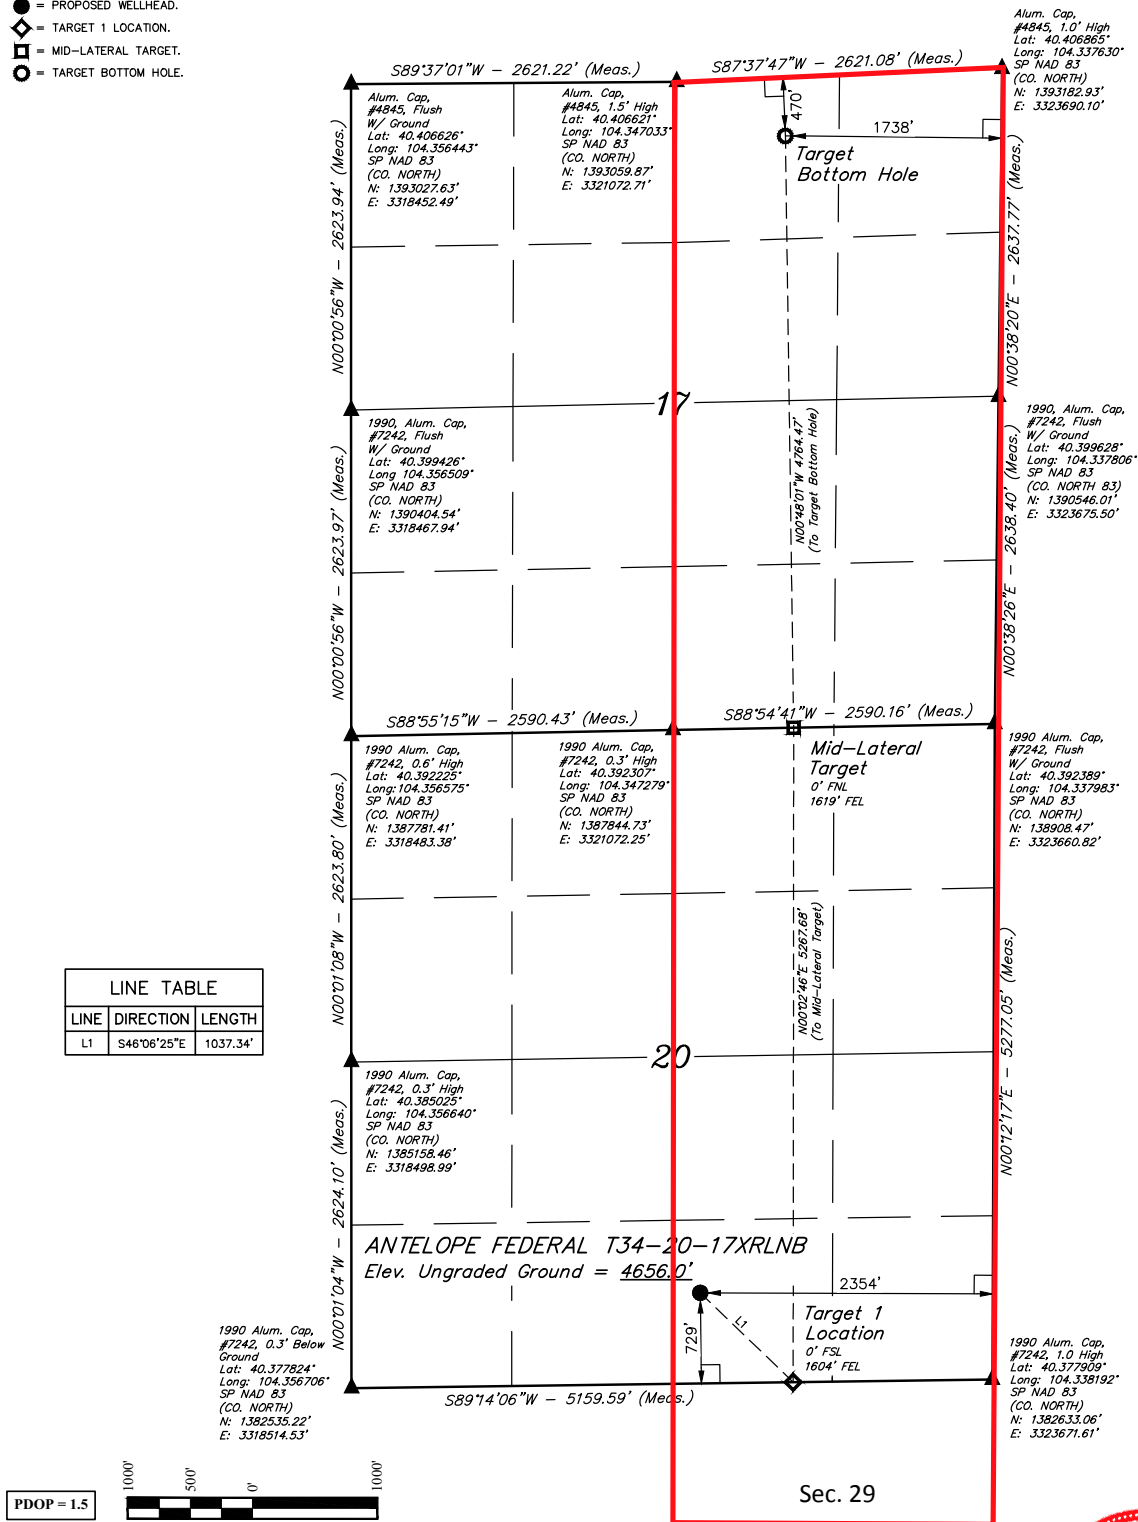 = PROPOSED WELLHEAD.
= TARGET 1 LOCATION.
= MID-LATERAL TARGET.
= TARGET BOTTOM HOLE.
S89°37'01"W - 2621.22' (Meas.)
S87°37'47"W - 2621.08' (Meas.)
Alum. Cap,
#4845, 1.0' High
Lat: 40.406865°
Long: 104.337630°
SP NAD 83
(CO. NORTH)
N: 1393182.93'
E: 3323690.10'
Alum. Cap,
#4845, Flush
W/ Ground
Lat: 40.406626°
Long: 104.356443°
SP NAD 83
(CO. NORTH)
N: 1393027.63'
E: 3318452.49'
Alum. Cap,
#4845, 1.5' High
Lat: 40.406621°
Long: 104.347033°
SP NAD 83
(CO. NORTH)
N: 1393059.87'
E: 3321072.71'
470'
1738'
Target
Bottom Hole
N00°00'56"W - 2623.94' (Meas.)
N00°38'20"E - 2637.77' (Meas.)
17
1990, Alum. Cap,
#7242, Flush
W/ Ground
Lat: 40.399426°
Long 104.356509°
SP NAD 83
(CO. NORTH)
N: 1390404.54'
E: 3318467.94'
N00°48'01"W 4764.47'
(To Target Bottom Hole)
1990, Alum. Cap,
#7242, Flush
W/ Ground
Lat: 40.399628°
Long: 104.337806°
SP NAD 83
(CO. NORTH 83)
N: 1390546.01'
E: 3323675.50'
N00°00'56"W - 2623.97' (Meas.)
N00°38'26"E - 2638.40' (Meas.)
S88°55'15"W - 2590.43' (Meas.)
S88°54'41"W - 2590.16' (Meas.)
1990 Alum. Cap,
#7242, 0.6' High
Lat: 40.392225°
Long: 104.356575°
SP NAD 83
(CO. NORTH)
N: 1387781.41'
E: 3318483.38'
1990 Alum. Cap,
#7242, 0.3' High
Lat: 40.392307°
Long: 104.347279°
SP NAD 83
(CO. NORTH)
N: 1387844.73'
E: 3321072.25'
Mid-Lateral
Target
0' FNL
1619' FEL
1990 Alum. Cap,
#7242, Flush
W/ Ground
Lat: 40.392389°
Long: 104.337983°
SP NAD 83
(CO. NORTH)
N: 138908.47'
E: 3323660.82'
N00°01'08"W - 2623.80' (Meas.)
N00°02'46"E 5267.68'
(To Mid-Lateral Target)
N00°12'17"E - 5277.05' (Meas.)
LINE TABLE
LINE DIRECTION LENGTH
L1 S46°06'25"E 1037.34'
20
1990 Alum. Cap,
#7242, 0.3' High
Lat: 40.385025°
Long: 104.356640°
SP NAD 83
(CO. NORTH)
N: 1385158.46'
E: 3318498.99'
N00°01'04"W - 2624.10' (Meas.)
ANTELOPE FEDERAL T34-20-17XRLNB
Elev. Ungraded Ground = 4656.0'
2354'
729'
L1
Target 1
Location
0' FSL
1604' FEL
1990 Alum. Cap,
#7242, 0.3' Below
Ground
Lat: 40.377824°
Long: 104.356706°
SP NAD 83
(CO. NORTH)
N: 1382535.22'
E: 3318514.53'
S89°14'06"W - 5159.59' (Meas.)
1990 Alum. Cap,
#7242, 1.0 High
Lat: 40.377909°
Long: 104.338192°
SP NAD 83
(CO. NORTH)
N: 1382633.06'
E: 3323671.61'
PDOP = 1.5
1000' 500' 0' 1000'
Sec. 29